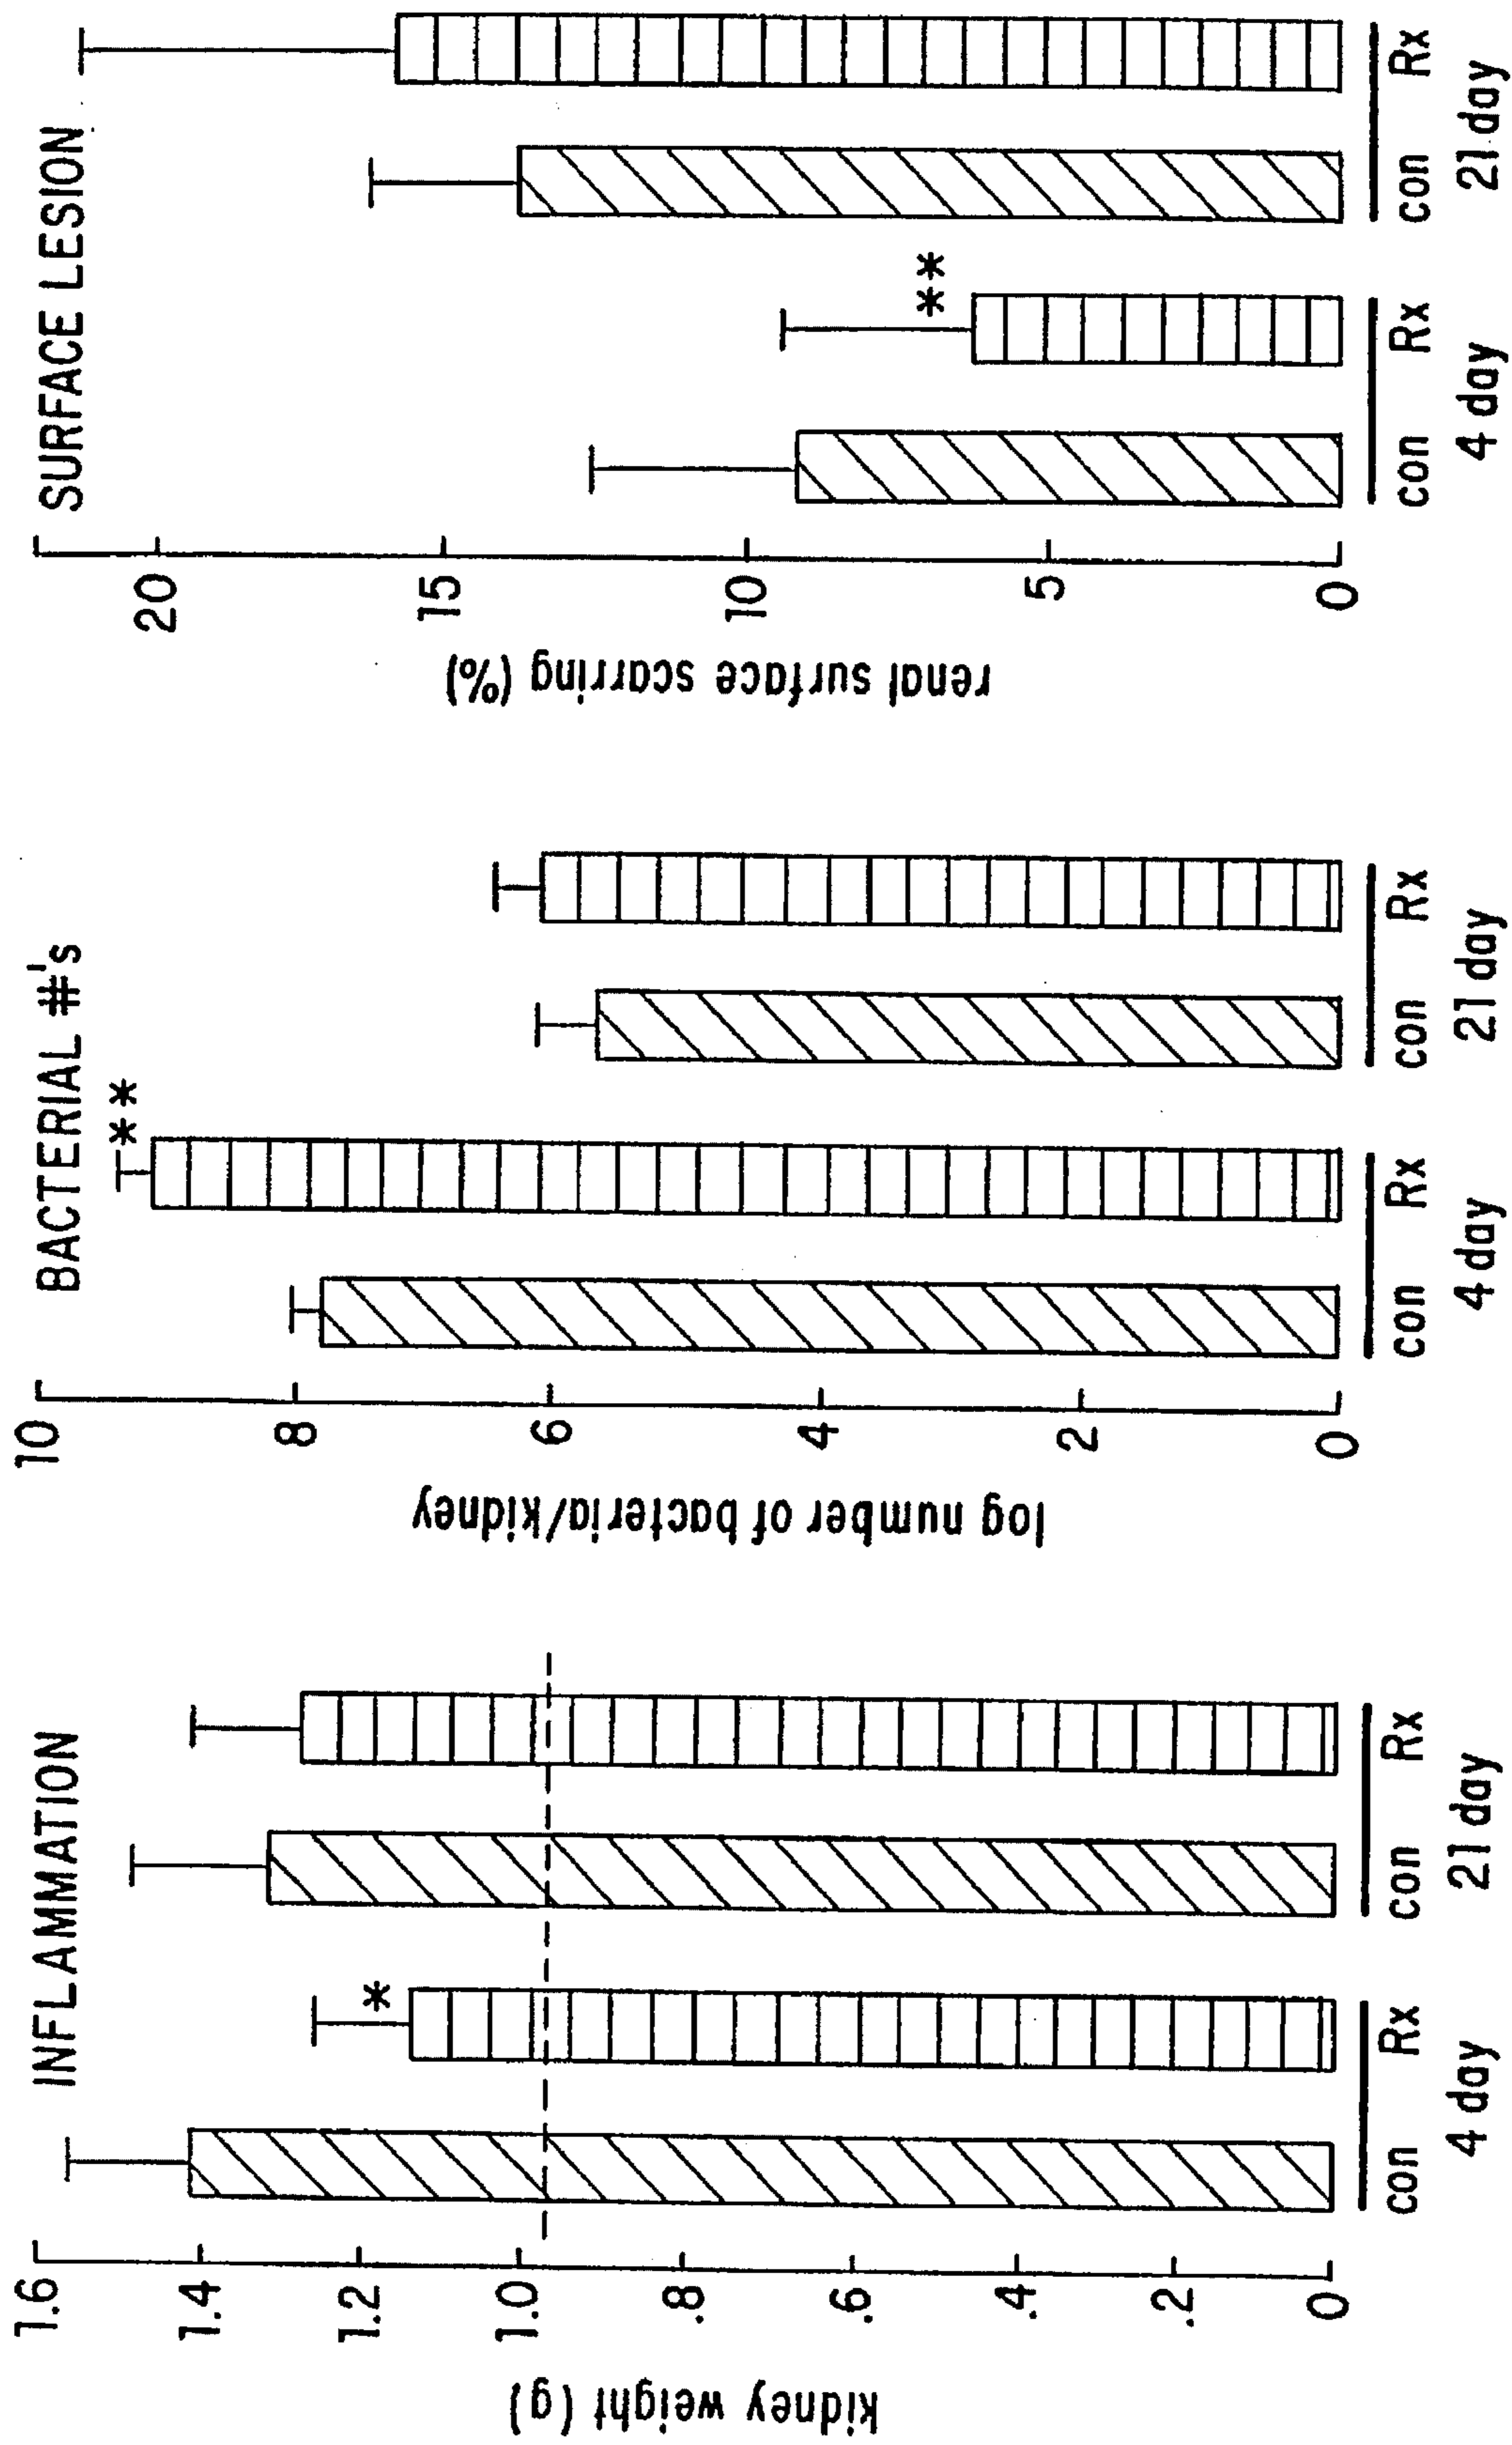 INFLAMMATION
kidney weight (g)
1.6
1.4
1.2
1.0
.8
.6
.4
.2
0
*
con Rx con Rx
4 day 21 day
BACTERIAL #'s
log number of bacteria/kidney
10
8
6
4
2
0
**
con Rx con Rx
4 day 21 day
SURFACE LESION
renal surface scarring (%)
20
15
10
5
0
**
con Rx con Rx
4 day 21 day